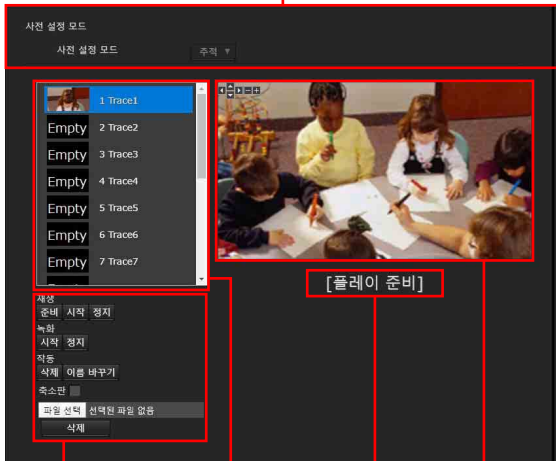 사전 설정 모드
사전 설정 모드 추적 ▼
1 Trace1
Empty 2 Trace2
Empty 3 Trace3
Empty 4 Trace4
Empty 5 Trace5
Empty 6 Trace6
Empty 7 Trace7
[플레이 준비]
재생
준비 시작 정지
녹화
시작 정지
작동
삭제 이름 바꾸기
축소판
파일 선택 선택된 파일 없음
삭제